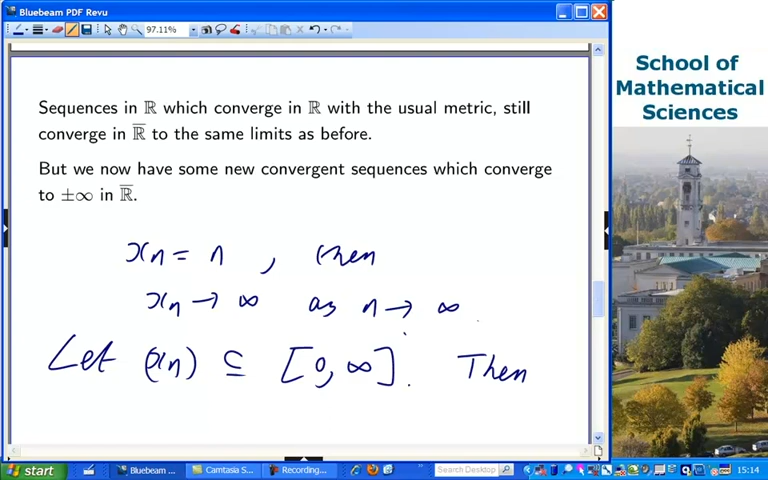 Bluebeam PDF Revu
97.11%
Sequences in ℝ which converge in ℝ with the usual metric, still
converge in ℝ̅ to the same limits as before.
But we now have some new convergent sequences which converge
to ±∞ in ℝ̅.
xn = n , then
xn → ∞ as n → ∞
Let (xn) ⊆ [0, ∞]. Then
School of
Mathematical
Sciences
start
Bluebeam ...
Camtasia S...
Recording...
Search Desktop
15:14